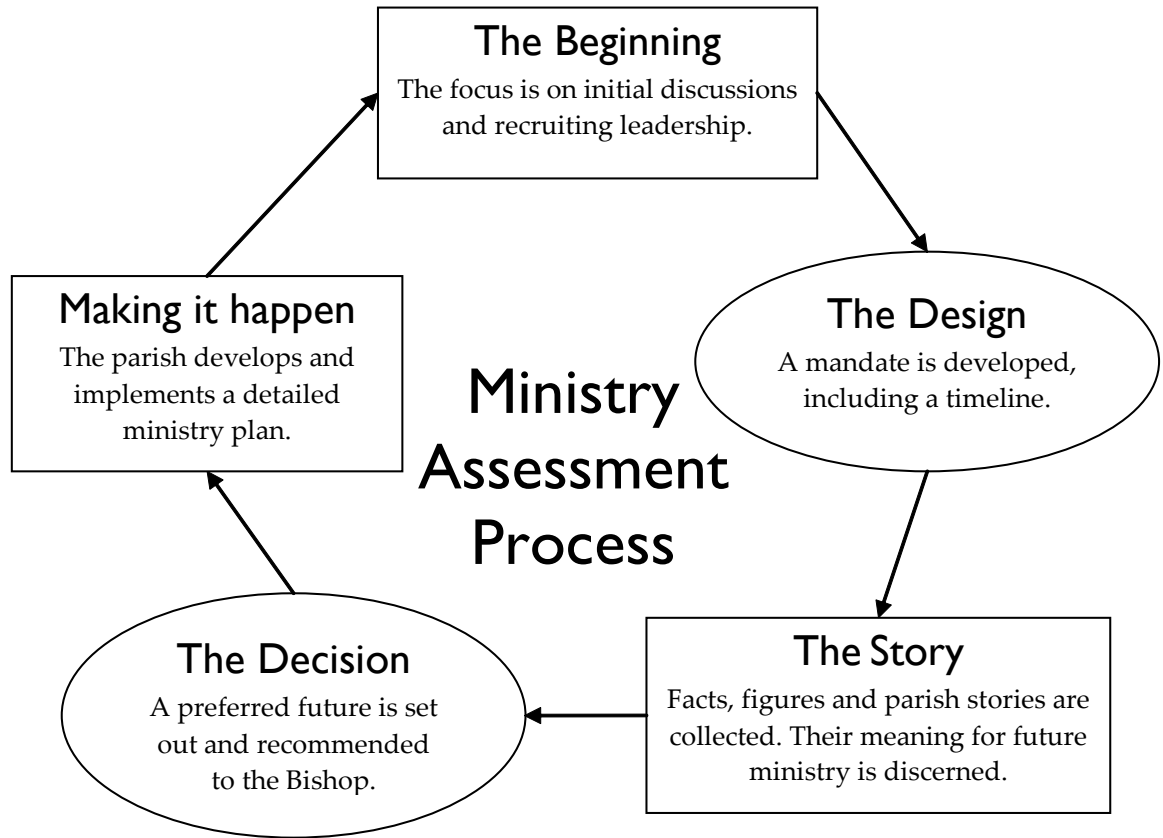 The Beginning
The focus is on initial discussions
and recruiting leadership.
The Design
A mandate is developed,
including a timeline.
The Story
Facts, figures and parish stories are
collected. Their meaning for future
ministry is discerned.
The Decision
A preferred future is set
out and recommended
to the Bishop.
Making it happen
The parish develops and
implements a detailed
ministry plan.
Ministry
Assessment
Process